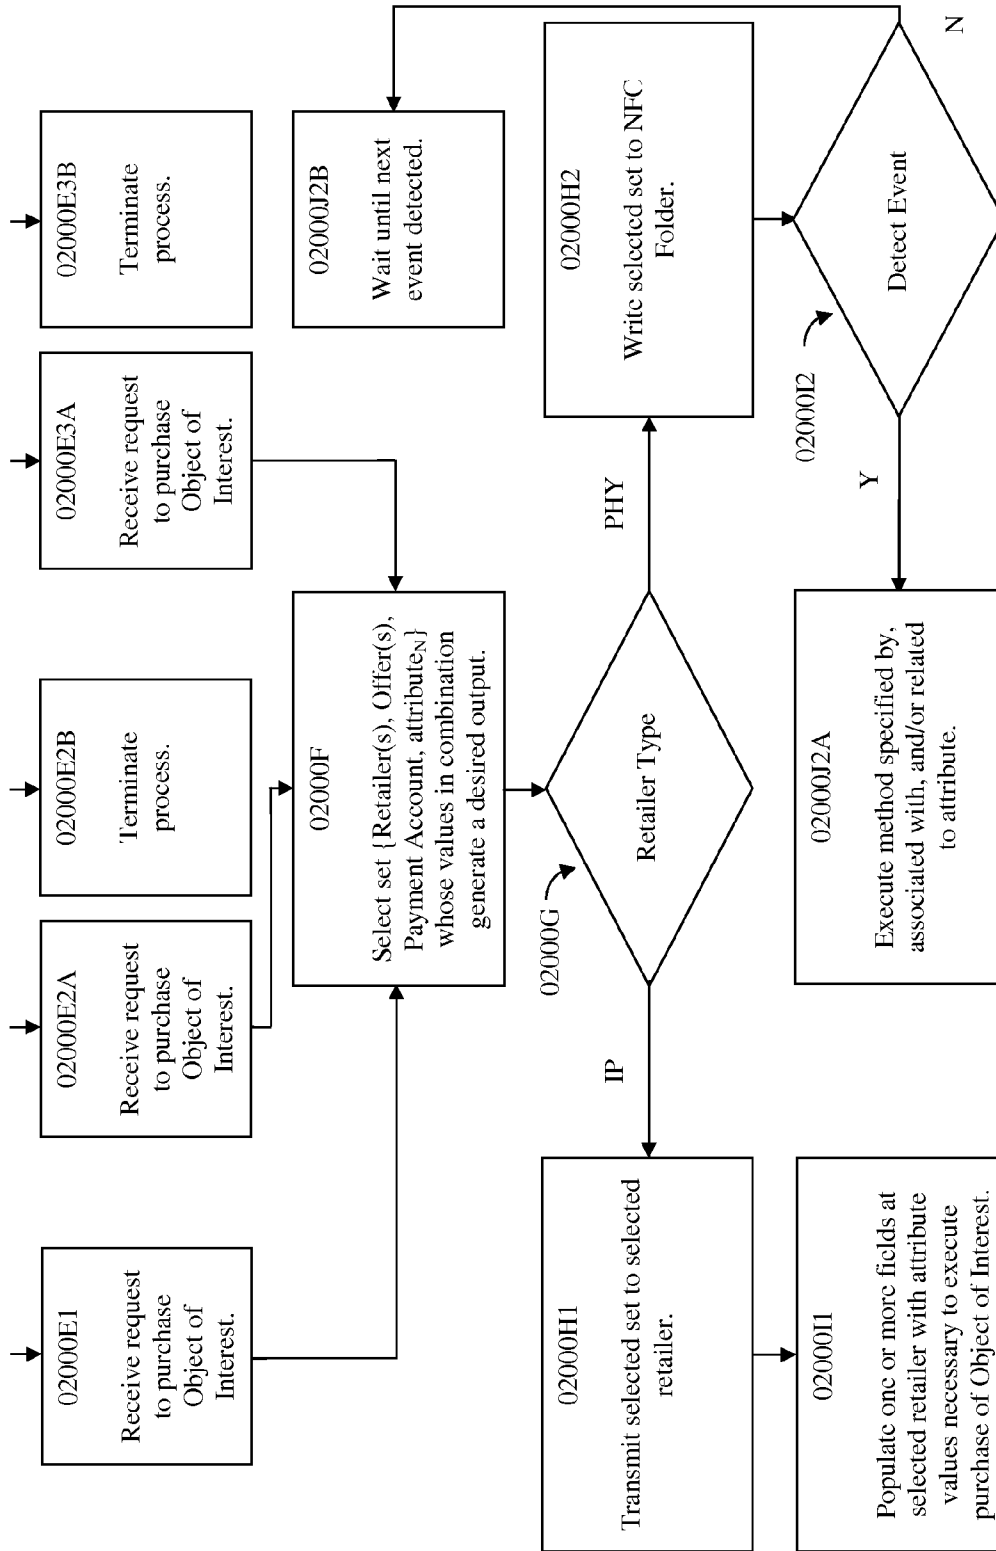 02000E1
Receive request
to purchase
Object of
Interest.
02000E2A
Receive request
to purchase
Object of
Interest.
02000E2B
Terminate
process.
02000E3A
Receive request
to purchase
Object of
Interest.
02000E3B
Terminate
process.
02000F
Select set {Retailer(s), Offer(s),
Payment Account, attributeN}
whose values in combination
generate a desired output.
02000J2B
Wait until next
event detected.
02000G
Retailer Type
IP
PHY
02000H1
Transmit selected set to selected
retailer.
02000H2
Write selected set to NFC
Folder.
02000I1
Populate one or more fields at
selected retailer with attribute
values necessary to execute
purchase of Object of Interest.
02000J2A
Execute method specified by,
associated with, and/or related
to attribute.
Y
02000I2
Detect Event
N